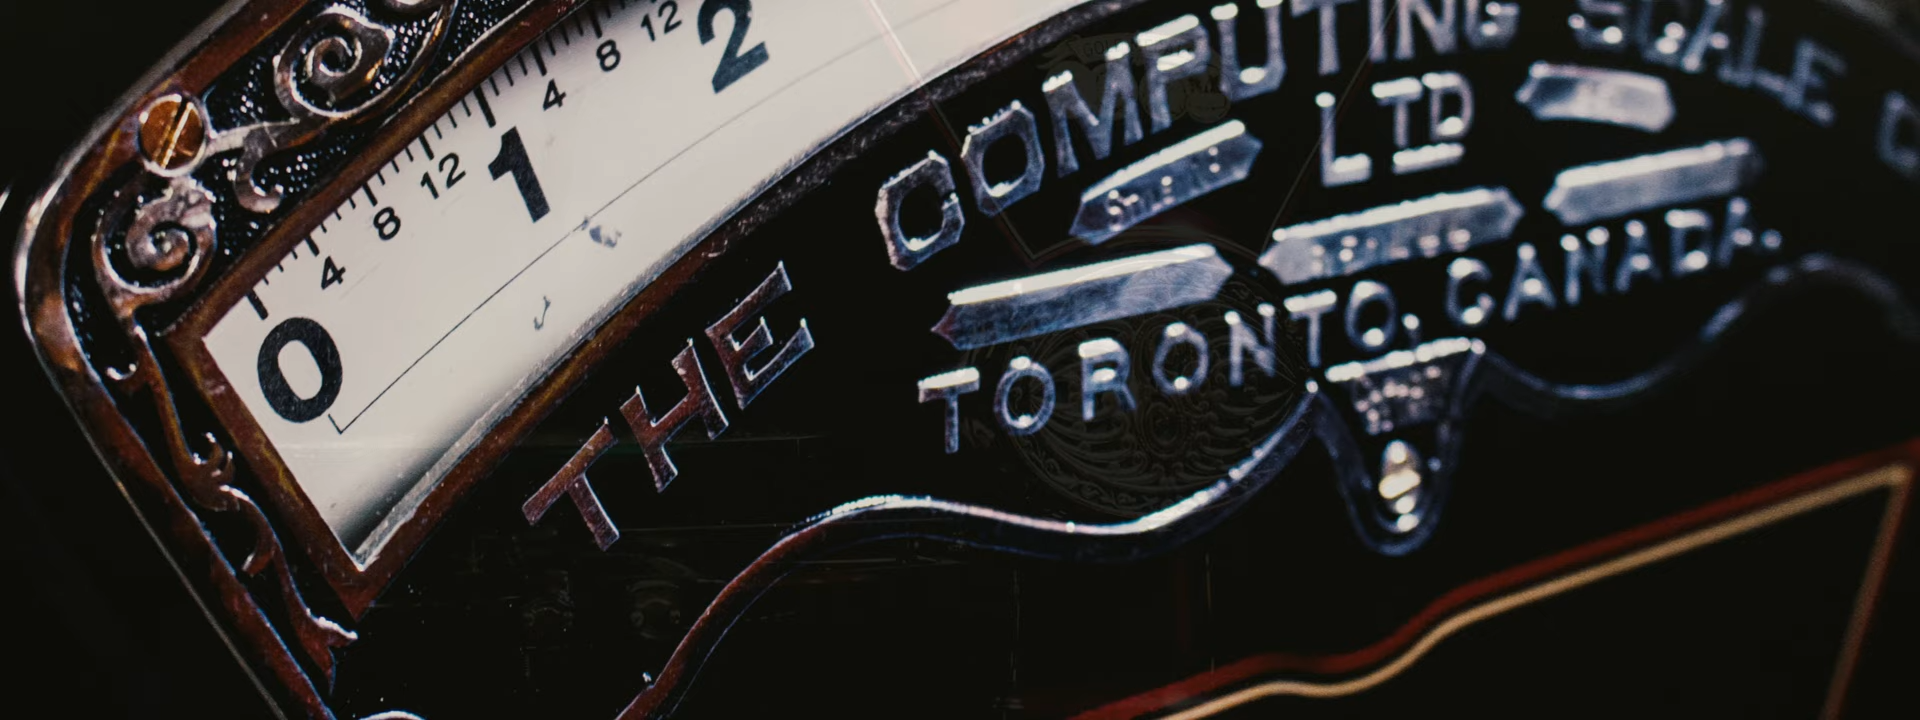 0 4 8 12 1 4 8 12 2
THE COMPUTING SCALE C
LTD
TORONTO, CANADA.